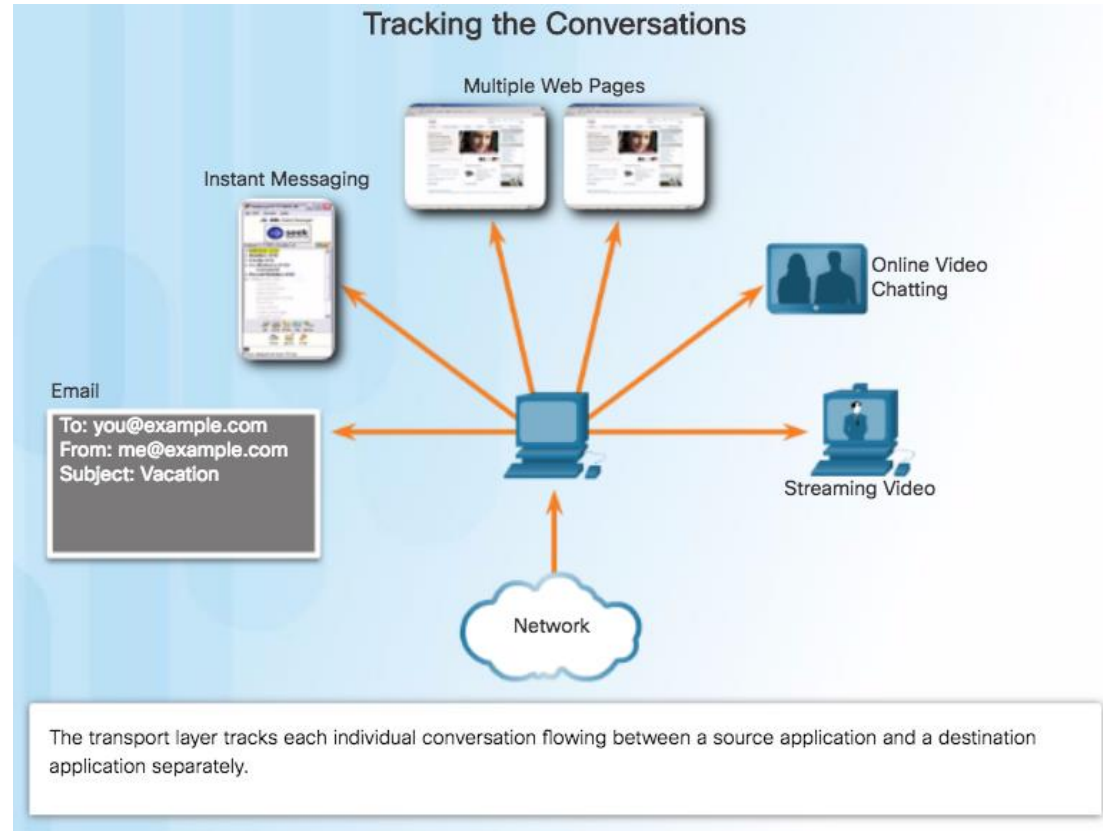 Tracking the Conversations
Multiple Web Pages
Instant Messaging
seek
Online Video
Chatting
Email
To: you@example.com
From: me@example.com
Subject: Vacation
Streaming Video
Network
The transport layer tracks each individual conversation flowing between a source application and a destination
application separately.